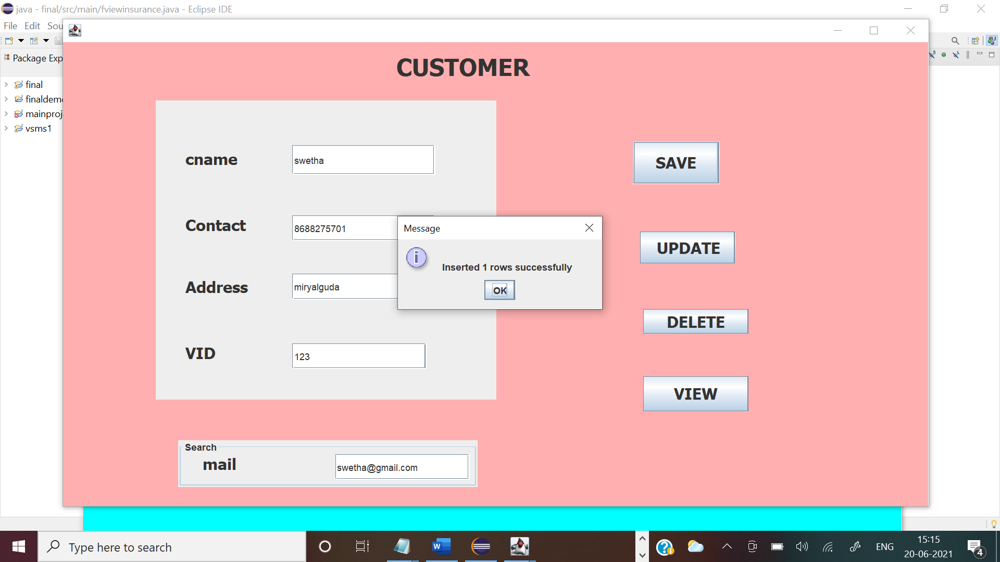 java - final/src/main/fviewinsurance.java - Eclipse IDE
File Edit Sou
Package Exp
final
finaldemo
mainproj
vsms1
CUSTOMER
cname
swetha
SAVE
Contact
8688275701
Message
Inserted 1 rows successfully
OK
UPDATE
Address
miryalguda
DELETE
VID
123
VIEW
Search
mail
swetha@gmail.com
Type here to search
ENG
15:15
20-06-2021
4